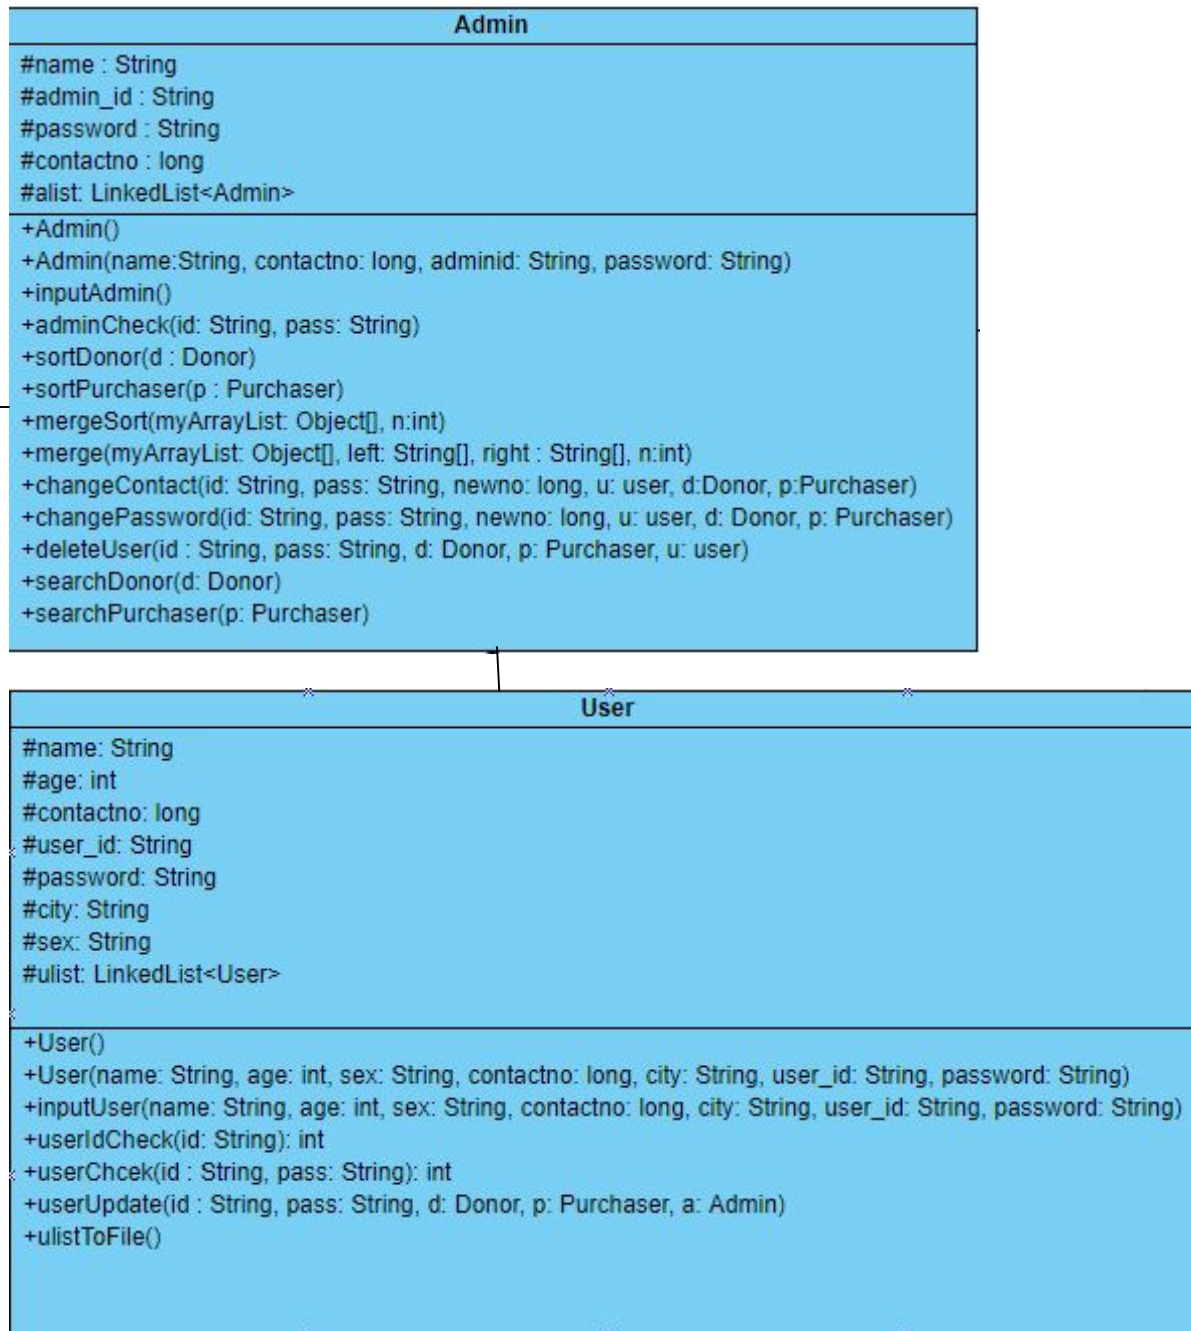 Admin
#name : String
#admin_id : String
#password : String
#contactno : long
#alist: LinkedList<Admin>
+Admin()
+Admin(name:String, contactno: long, adminid: String, password: String)
+inputAdmin()
+adminCheck(id: String, pass: String)
+sortDonor(d : Donor)
+sortPurchaser(p : Purchaser)
+mergeSort(myArrayList: Object[], n:int)
+merge(myArrayList: Object[], left: String[], right : String[], n:int)
+changeContact(id: String, pass: String, newno: long, u: user, d:Donor, p:Purchaser)
+changePassword(id: String, pass: String, newno: long, u: user, d: Donor, p: Purchaser)
+deleteUser(id : String, pass: String, d: Donor, p: Purchaser, u: user)
+searchDonor(d: Donor)
+searchPurchaser(p: Purchaser)
User
#name: String
#age: int
#contactno: long
#user_id: String
#password: String
#city: String
#sex: String
#ulist: LinkedList<User>
+User()
+User(name: String, age: int, sex: String, contactno: long, city: String, user_id: String, password: String)
+inputUser(name: String, age: int, sex: String, contactno: long, city: String, user_id: String, password: String)
+userIdCheck(id: String): int
+userChcek(id : String, pass: String): int
+userUpdate(id : String, pass: String, d: Donor, p: Purchaser, a: Admin)
+ulistToFile()